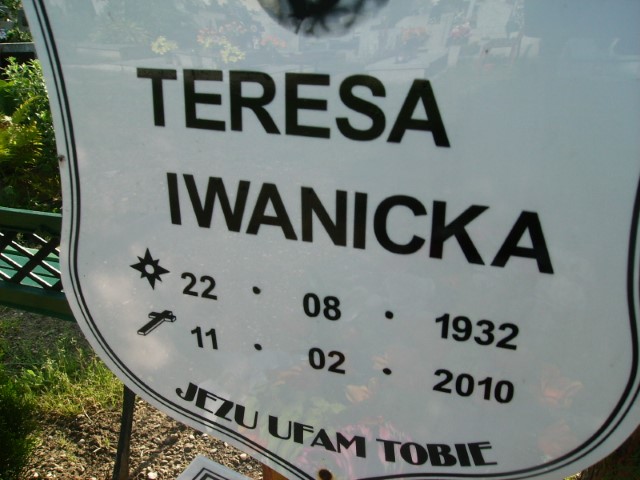 TERESA
IWANICKA
22 • 08 • 1932
11 • 02 • 2010
JEZU UFAM TOBIE